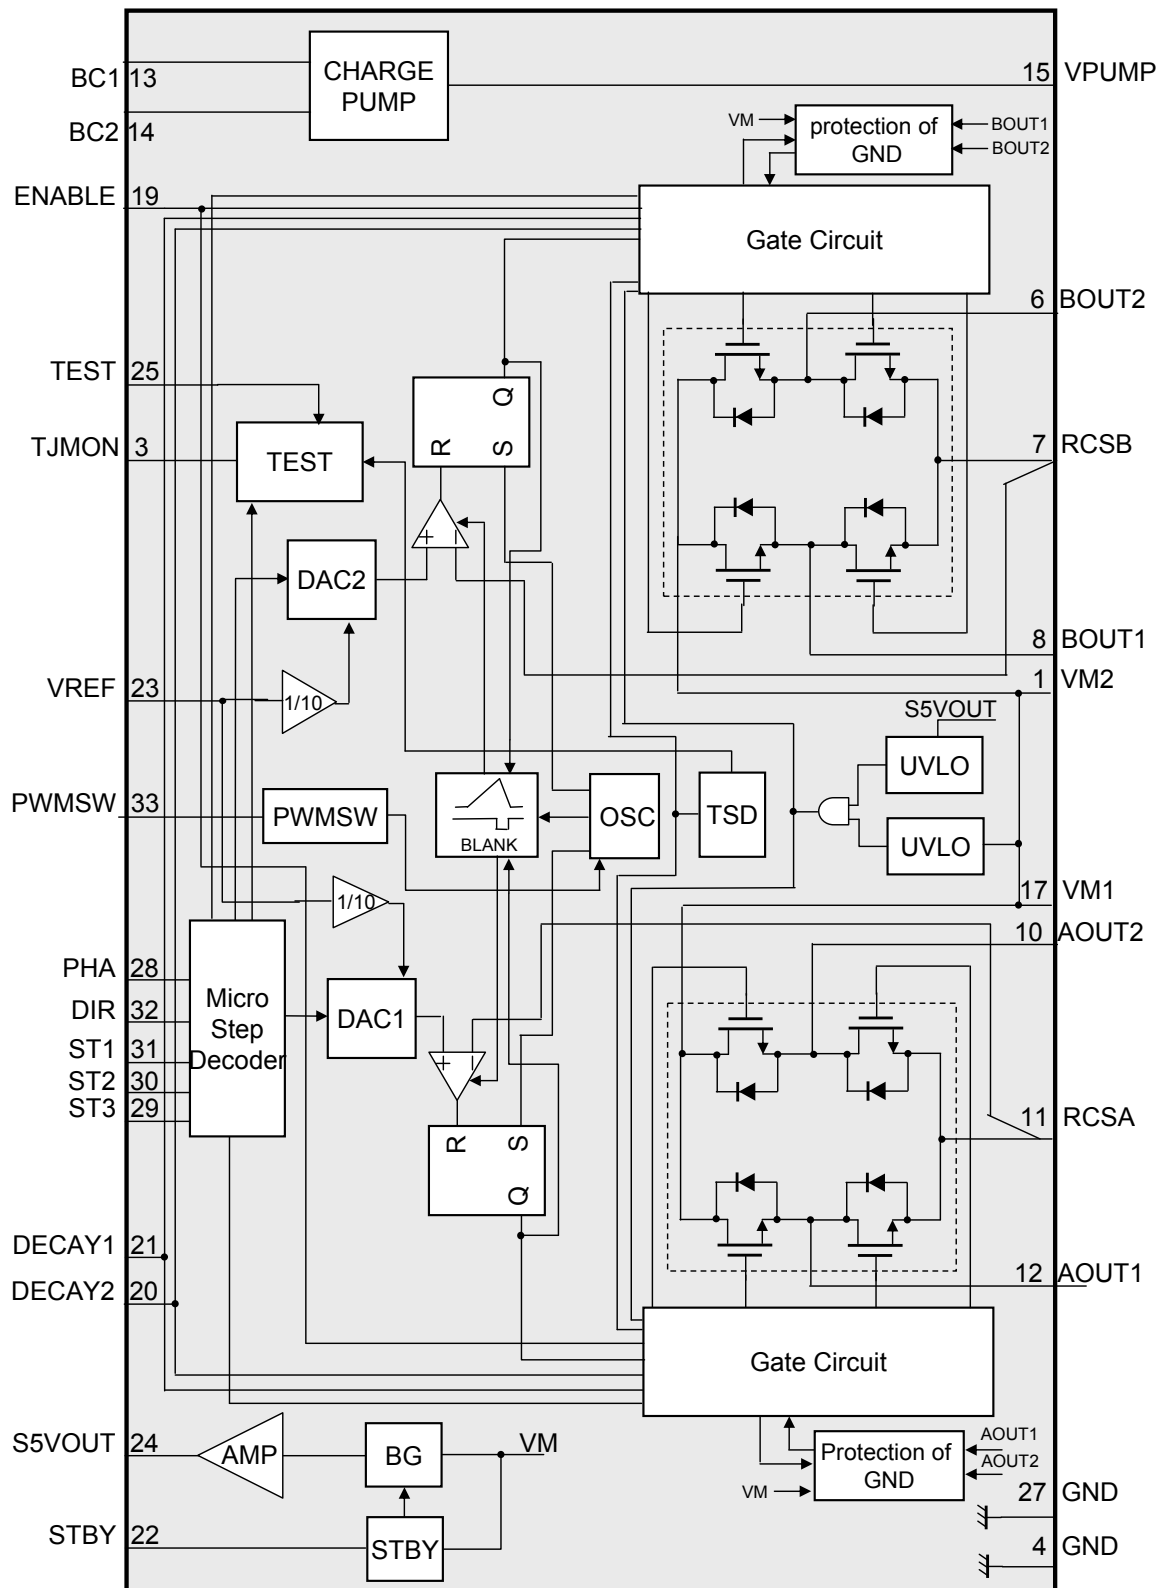 BC1 13
CHARGE
PUMP
15 VPUMP
BC2 14
VM
protection of
GND
BOUT1
BOUT2
ENABLE 19
Gate Circuit
6 BOUT2
TEST 25
Q
R
S
TJMON 3
TEST
7 RCSB
+
−
DAC2
8 BOUT1
VREF 23
1/10
1 VM2
S5VOUT
UVLO
PWMSW 33
PWMSW
BLANK
OSC
TSD
UVLO
1/10
17 VM1
10 AOUT2
PHA 28
DIR 32
ST1 31
ST2 30
ST3 29
Micro
Step
Decoder
DAC1
+
−
R
S
Q
11 RCSA
DECAY1 21
DECAY2 20
12 AOUT1
Gate Circuit
S5VOUT 24
AMP
BG
VM
Protection of
GND
AOUT1
AOUT2
VM
27 GND
STBY 22
STBY
4 GND